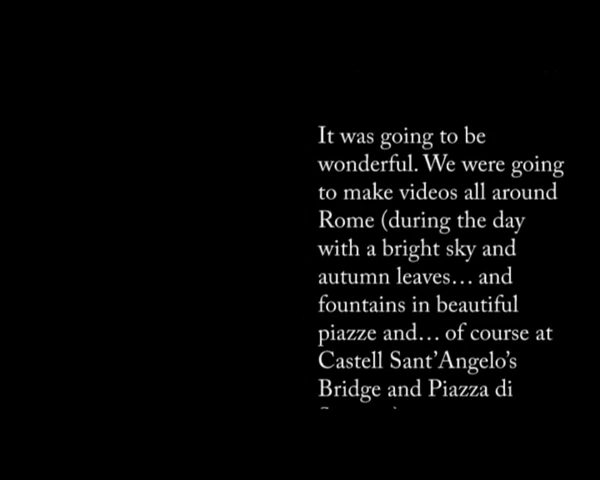 It was going to be
wonderful. We were going
to make videos all around
Rome (during the day
with a bright sky and
autumn leaves… and
fountains in beautiful
piazze and… of course at
Castell Sant’Angelo’s
Bridge and Piazza di